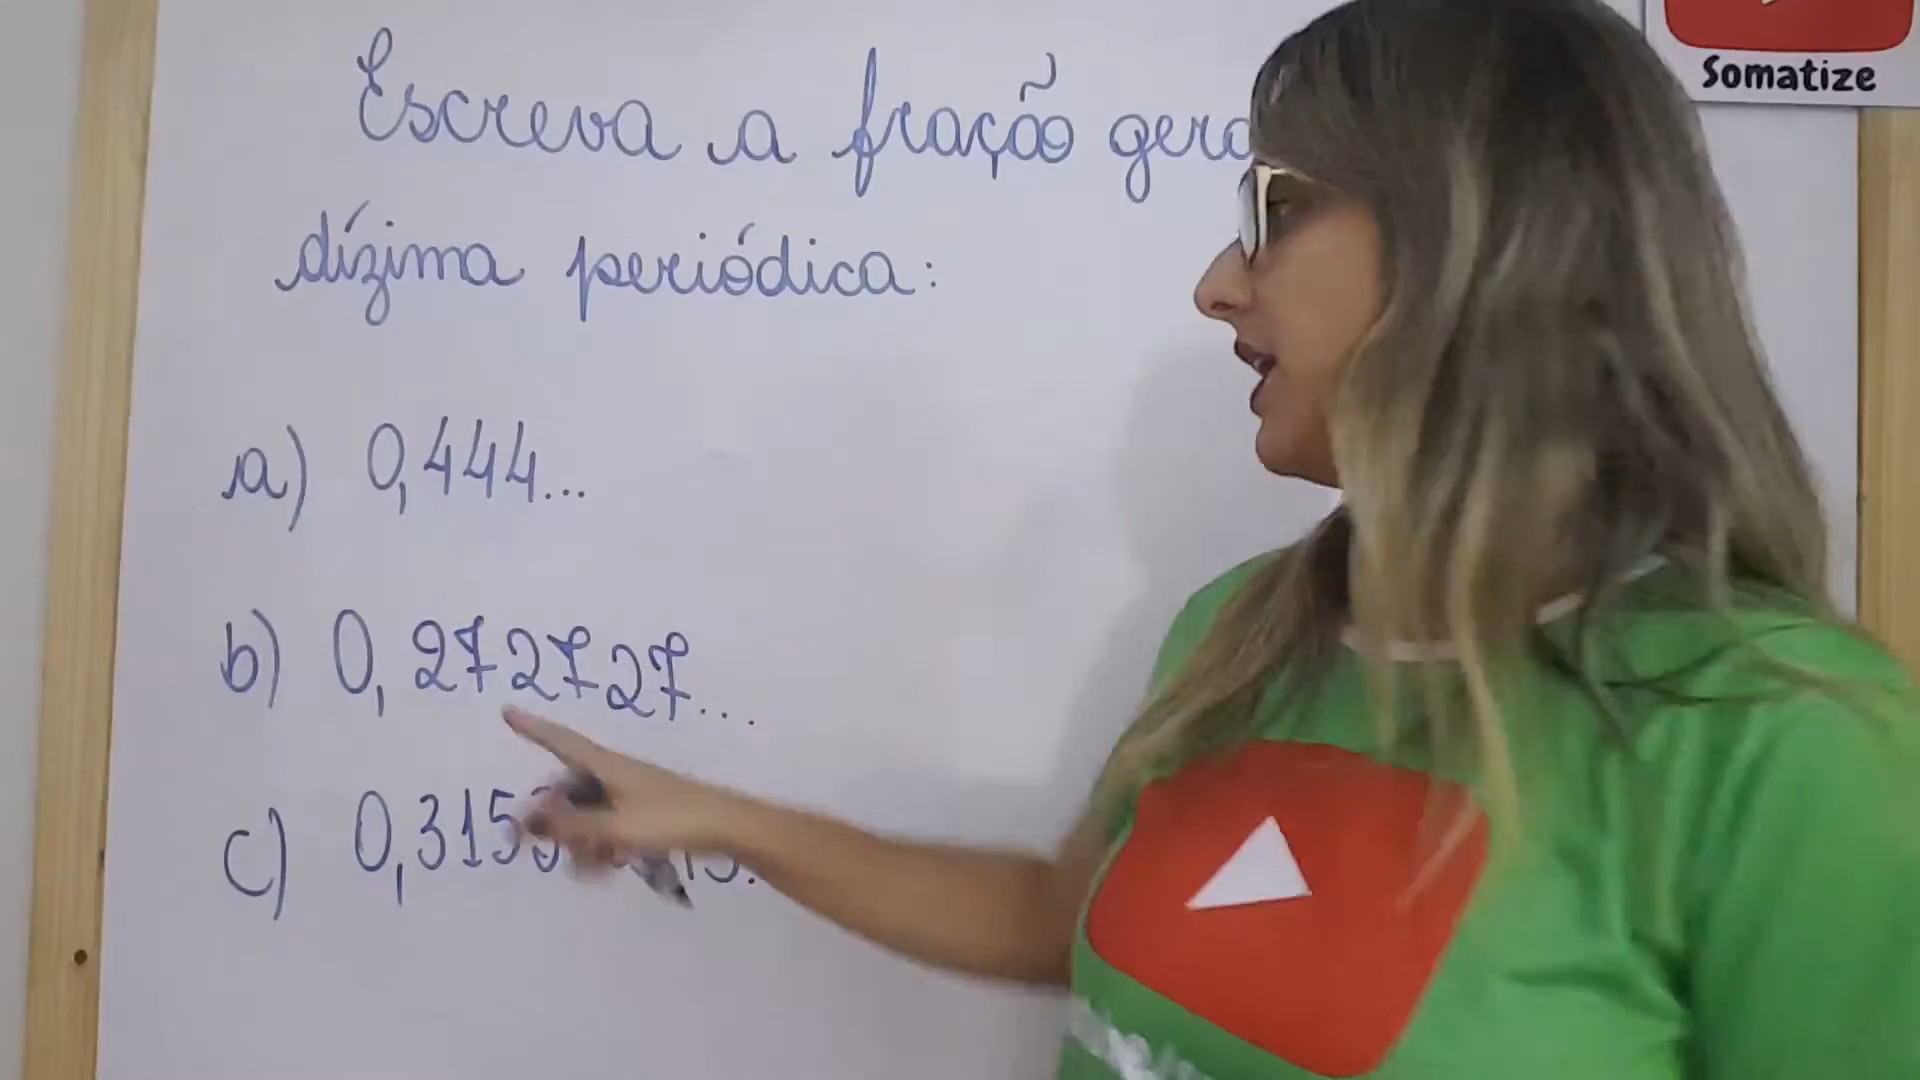 Somatize
Escreva a fração gera
dízima periódica:
a) 0,444...
b) 0,272727...
c) 0,315